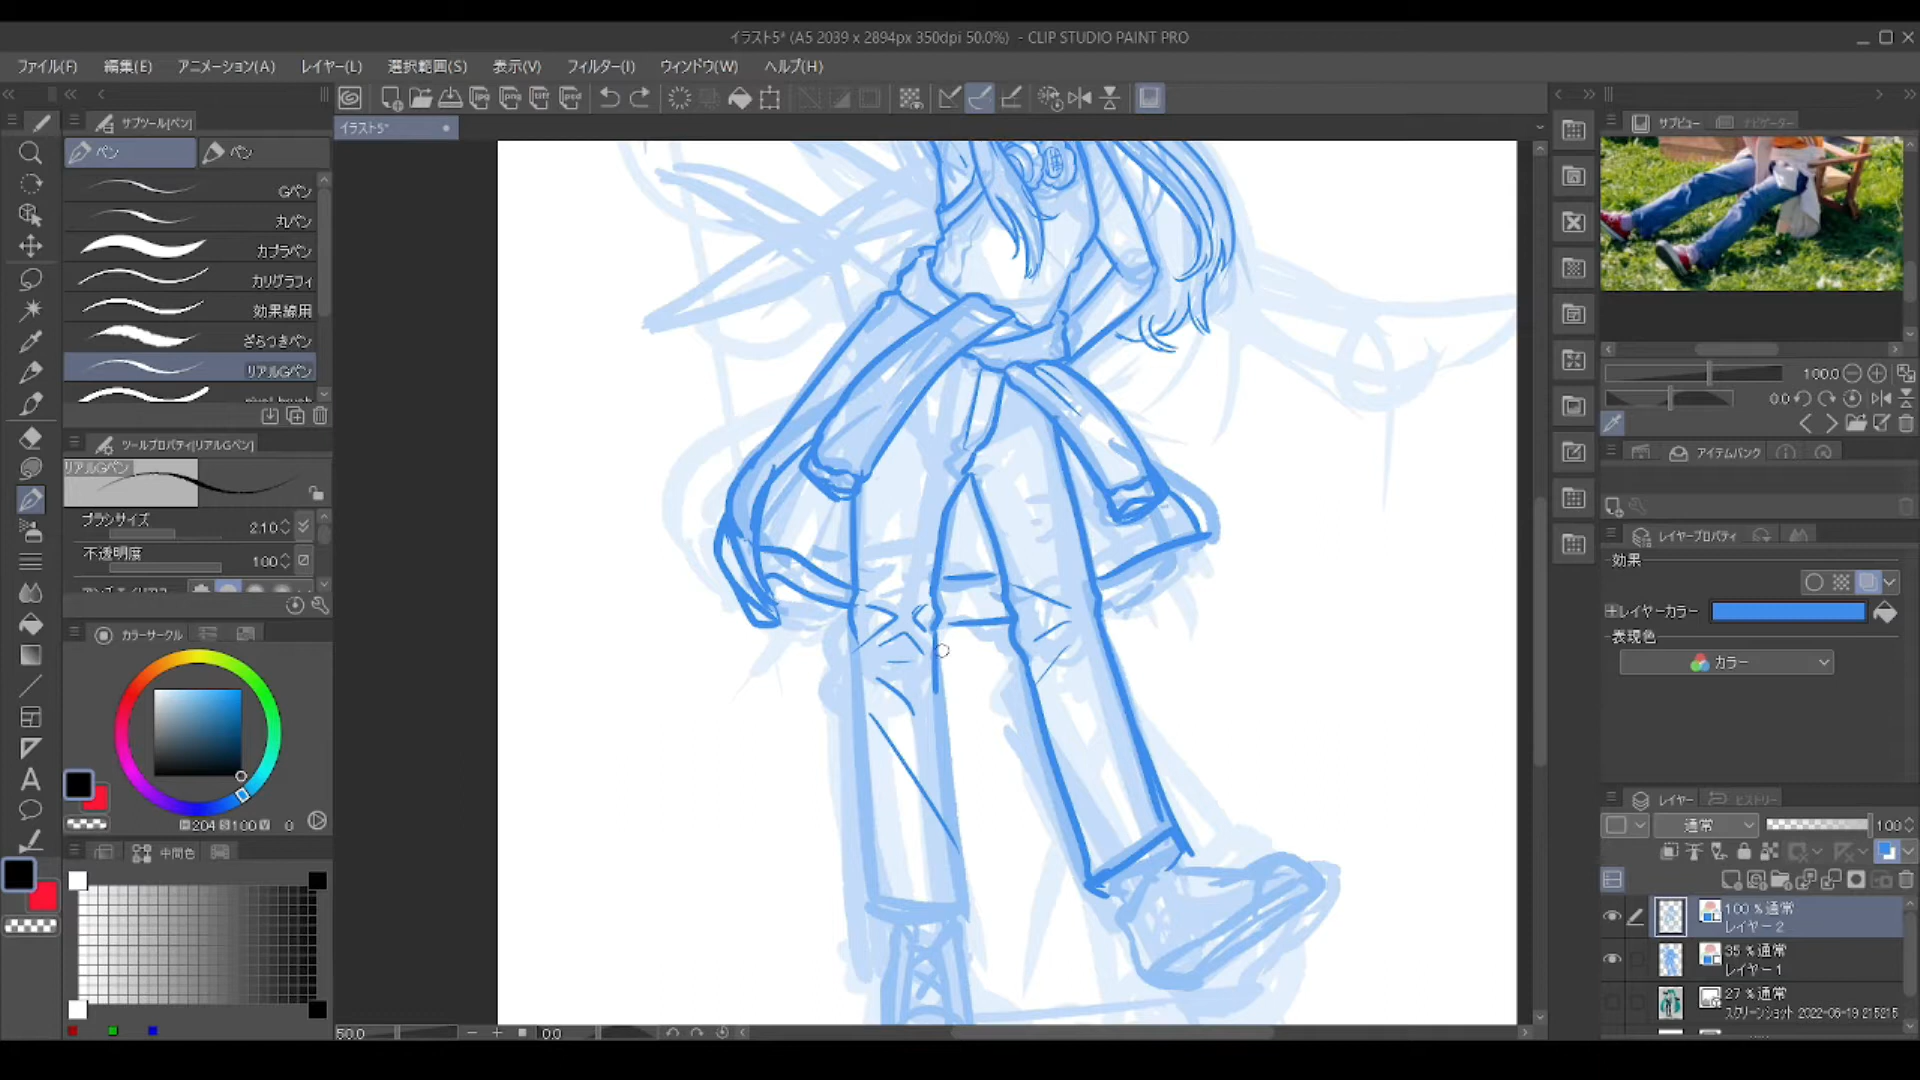 イラスト5* (A5 2039 x 2894px 350dpi 50.0%) - CLIP STUDIO PAINT PRO
ファイル(F) 編集(E) アニメーション(A) レイヤー(L) 選択範囲(S) 表示(V) フィルター(I) ウィンドウ(W) ヘルプ(H)
サブツール[ペン]
イラスト5*
ペン ペン
Gペン
丸ペン
カブラペン
カリグラフィ
効果線用
ざらつきペン
リアルGペン
ツールプロパティ[リアルGペン]
リアルGペン
ブラシサイズ 2.10
不透明度 100
カラーサークル
H 204 S 100 V 0
中間色
50.0
0.0
サブビュー ナビゲーター
100.0
0.0
アイテムバンク
レイヤープロパティ
効果
レイヤーカラー
表現色
カラー
レイヤー ヒストリー
通常 100
100 % 通常
レイヤー 2
35 % 通常
レイヤー 1
27 % 通常
スクリーンショット 2022-06-19 215215